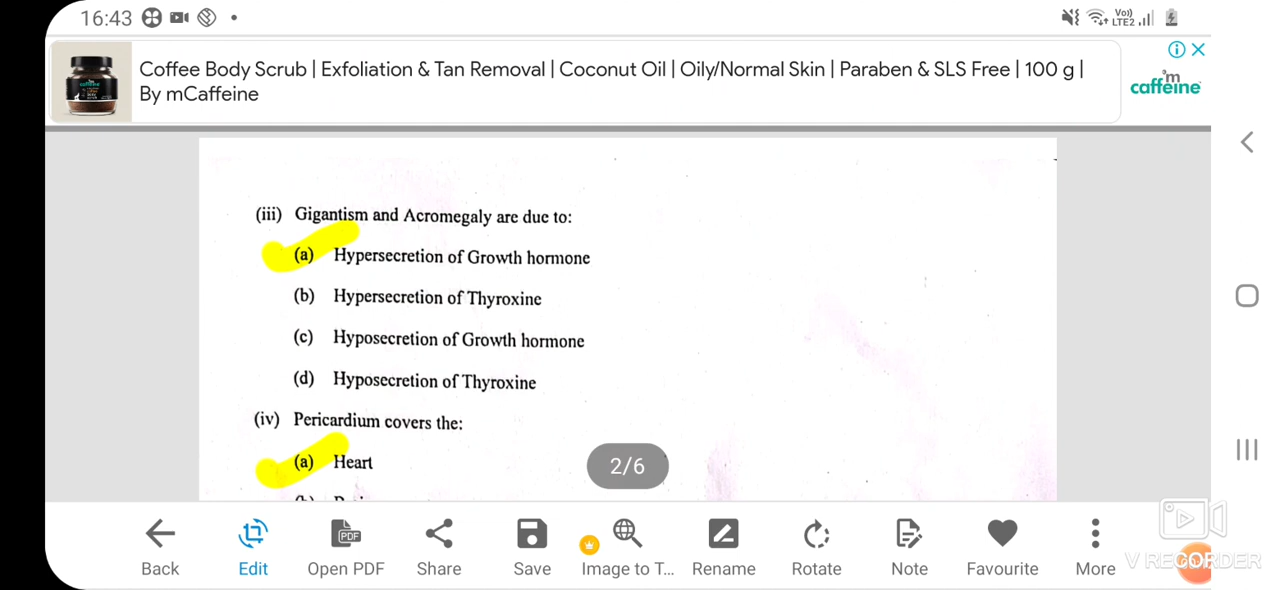 16:43
Vo)) LTE2
Coffee Body Scrub | Exfoliation & Tan Removal | Coconut Oil | Oily/Normal Skin | Paraben & SLS Free | 100 g |
By mCaffeine
'm
caffeine
(iii) Gigantism and Acromegaly are due to:
(a) Hypersecretion of Growth hormone
(b) Hypersecretion of Thyroxine
(c) Hyposecretion of Growth hormone
(d) Hyposecretion of Thyroxine
(iv) Pericardium covers the:
(a) Heart
2/6
Back Edit Open PDF Share Save Image to T... Rename Rotate Note Favourite More
PDF
V RECORDER